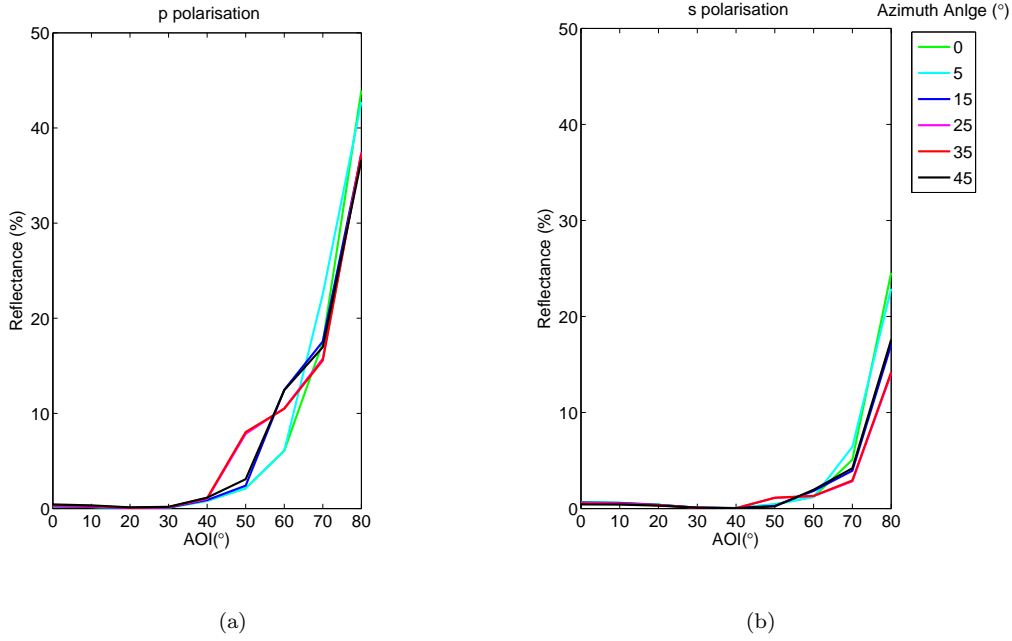 p polarisation
50
40
30
20
10
0
Reflectance (%)
0 10 20 30 40 50 60 70 80
AOI(°)
(a)
s polarisation
50
40
30
20
10
0
Reflectance (%)
0 10 20 30 40 50 60 70 80
AOI(°)
(b)
Azimuth Anlge (°)
0
5
15
25
35
45